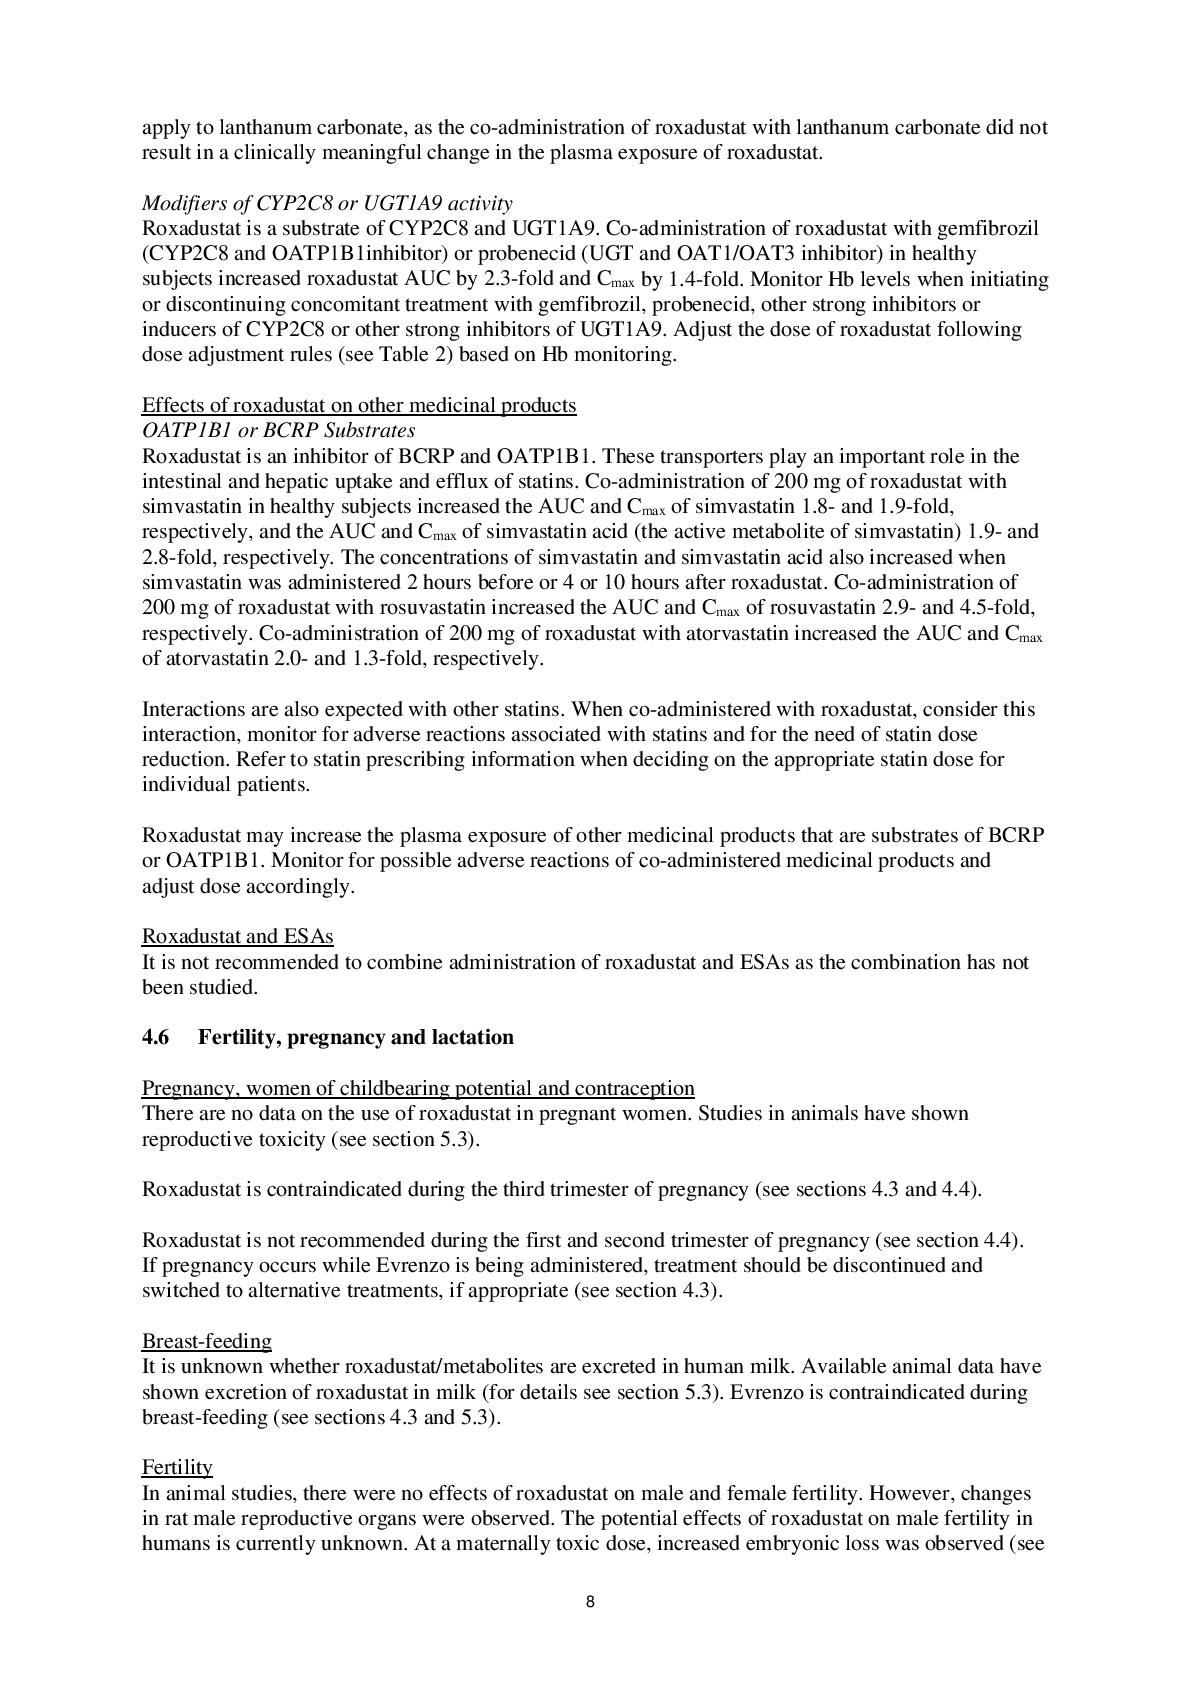 apply to lanthanum carbonate, as the co-administration of roxadustat with lanthanum carbonate did not
result in a clinically meaningful change in the plasma exposure of roxadustat.
Modifiers of CYP2C8 or UGT1A9 activity
Roxadustat is a substrate of CYP2C8 and UGT1A9. Co-administration of roxadustat with gemfibrozil
(CYP2C8 and OATP1B1inhibitor) or probenecid (UGT and OAT1/OAT3 inhibitor) in healthy
subjects increased roxadustat AUC by 2.3-fold and Cmax by 1.4-fold. Monitor Hb levels when initiating
or discontinuing concomitant treatment with gemfibrozil, probenecid, other strong inhibitors or
inducers of CYP2C8 or other strong inhibitors of UGT1A9. Adjust the dose of roxadustat following
dose adjustment rules (see Table 2) based on Hb monitoring.
Effects of roxadustat on other medicinal products
OATP1B1 or BCRP Substrates
Roxadustat is an inhibitor of BCRP and OATP1B1. These transporters play an important role in the
intestinal and hepatic uptake and efflux of statins. Co-administration of 200 mg of roxadustat with
simvastatin in healthy subjects increased the AUC and Cmax of simvastatin 1.8- and 1.9-fold,
respectively, and the AUC and Cmax of simvastatin acid (the active metabolite of simvastatin) 1.9- and
2.8-fold, respectively. The concentrations of simvastatin and simvastatin acid also increased when
simvastatin was administered 2 hours before or 4 or 10 hours after roxadustat. Co-administration of
200 mg of roxadustat with rosuvastatin increased the AUC and Cmax of rosuvastatin 2.9- and 4.5-fold,
respectively. Co-administration of 200 mg of roxadustat with atorvastatin increased the AUC and Cmax
of atorvastatin 2.0- and 1.3-fold, respectively.
Interactions are also expected with other statins. When co-administered with roxadustat, consider this
interaction, monitor for adverse reactions associated with statins and for the need of statin dose
reduction. Refer to statin prescribing information when deciding on the appropriate statin dose for
individual patients.
Roxadustat may increase the plasma exposure of other medicinal products that are substrates of BCRP
or OATP1B1. Monitor for possible adverse reactions of co-administered medicinal products and
adjust dose accordingly.
Roxadustat and ESAs
It is not recommended to combine administration of roxadustat and ESAs as the combination has not
been studied.
4.6 Fertility, pregnancy and lactation
Pregnancy, women of childbearing potential and contraception
There are no data on the use of roxadustat in pregnant women. Studies in animals have shown
reproductive toxicity (see section 5.3).
Roxadustat is contraindicated during the third trimester of pregnancy (see sections 4.3 and 4.4).
Roxadustat is not recommended during the first and second trimester of pregnancy (see section 4.4).
If pregnancy occurs while Evrenzo is being administered, treatment should be discontinued and
switched to alternative treatments, if appropriate (see section 4.3).
Breast-feeding
It is unknown whether roxadustat/metabolites are excreted in human milk. Available animal data have
shown excretion of roxadustat in milk (for details see section 5.3). Evrenzo is contraindicated during
breast-feeding (see sections 4.3 and 5.3).
Fertility
In animal studies, there were no effects of roxadustat on male and female fertility. However, changes
in rat male reproductive organs were observed. The potential effects of roxadustat on male fertility in
humans is currently unknown. At a maternally toxic dose, increased embryonic loss was observed (see
8